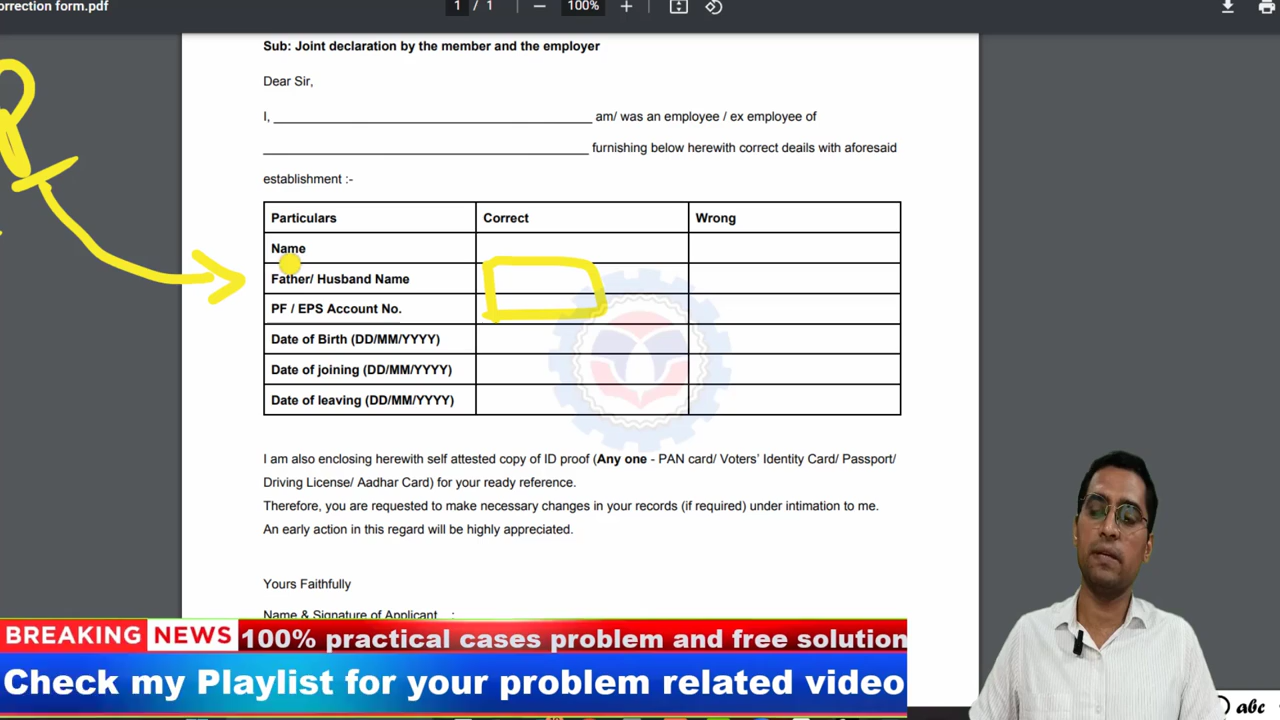 orrection form.pdf
1 / 1
100%
Sub: Joint declaration by the member and the employer
Dear Sir,
I, ________________________________________ am/ was an employee / ex employee of
_________________________________________ furnishing below herewith correct deails with aforesaid
establishment :-
Particulars Correct Wrong
Name
Father/ Husband Name
PF / EPS Account No.
Date of Birth (DD/MM/YYYY)
Date of joining (DD/MM/YYYY)
Date of leaving (DD/MM/YYYY)
I am also enclosing herewith self attested copy of ID proof (Any one - PAN card/ Voters’ Identity Card/ Passport/
Driving License/ Aadhar Card) for your ready reference.
Therefore, you are requested to make necessary changes in your records (if required) under intimation to me.
An early action in this regard will be highly appreciated.
Yours Faithfully
Name & Signature of Applicant :
BREAKING NEWS 100% practical cases problem and free solution
Check my Playlist for your problem related video
abc